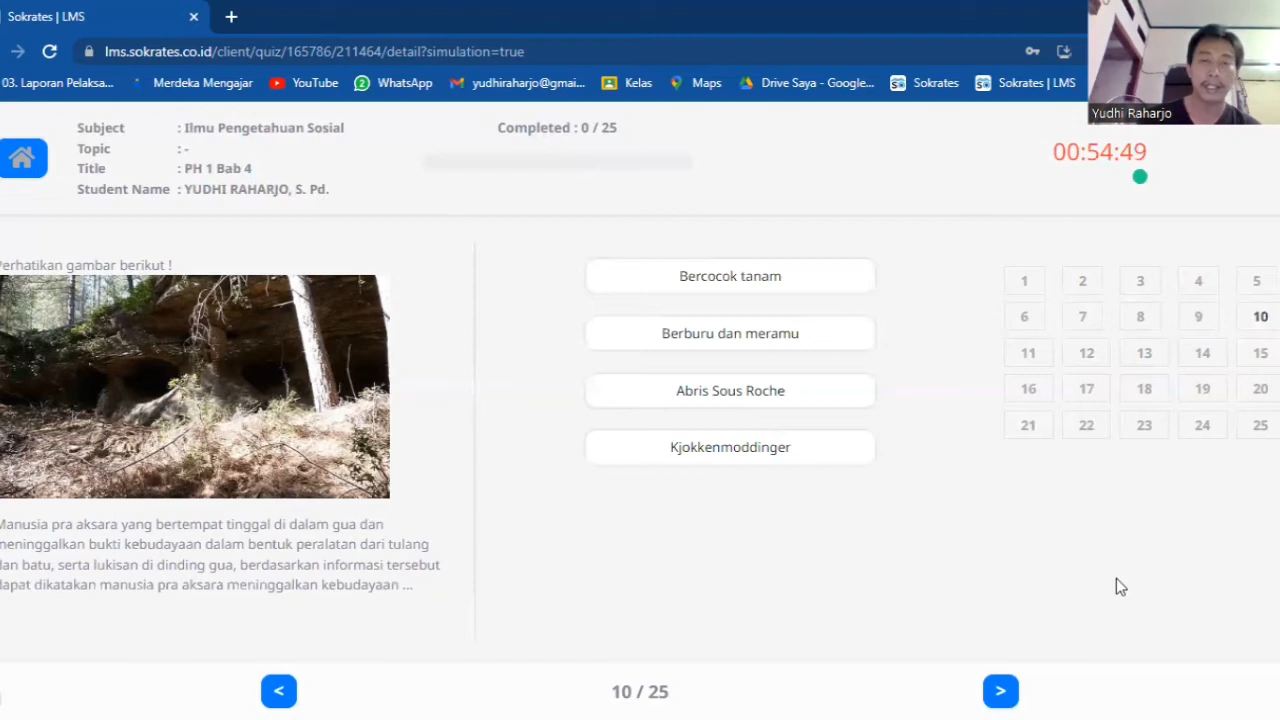 Sokrates | LMS
lms.sokrates.co.id/client/quiz/165786/211464/detail?simulation=true
03. Laporan Pelaksa... Merdeka Mengajar YouTube WhatsApp yudhiraharjo@gmai... Kelas Maps Drive Saya - Google... Sokrates Sokrates | LMS
Yudhi Raharjo
Subject : Ilmu Pengetahuan Sosial
Topic : -
Title : PH 1 Bab 4
Student Name : YUDHI RAHARJO, S. Pd.
Completed : 0 / 25
00:54:49
Perhatikan gambar berikut !
Manusia pra aksara yang bertempat tinggal di dalam gua dan
meninggalkan bukti kebudayaan dalam bentuk peralatan dari tulang
dan batu, serta lukisan di dinding gua, berdasarkan informasi tersebut
dapat dikatakan manusia pra aksara meninggalkan kebudayaan ...
Bercocok tanam
Berburu dan meramu
Abris Sous Roche
Kjokkenmoddinger
1 2 3 4 5
6 7 8 9 10
11 12 13 14 15
16 17 18 19 20
21 22 23 24 25
< 10 / 25 >